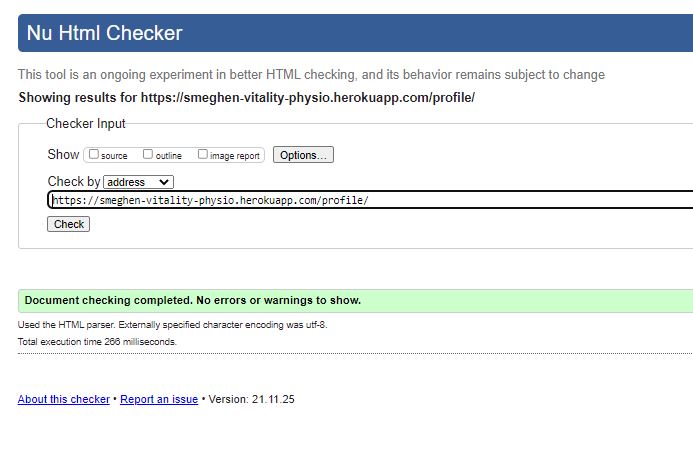 Nu Html Checker
This tool is an ongoing experiment in better HTML checking, and its behavior remains subject to change
Showing results for https://smeghen-vitality-physio.herokuapp.com/profile/
Checker Input
Show source outline image report Options...
Check by address
https://smeghen-vitality-physio.herokuapp.com/profile/
Check
Document checking completed. No errors or warnings to show.
Used the HTML parser. Externally specified character encoding was utf-8.
Total execution time 266 milliseconds.
About this checker • Report an issue • Version: 21.11.25